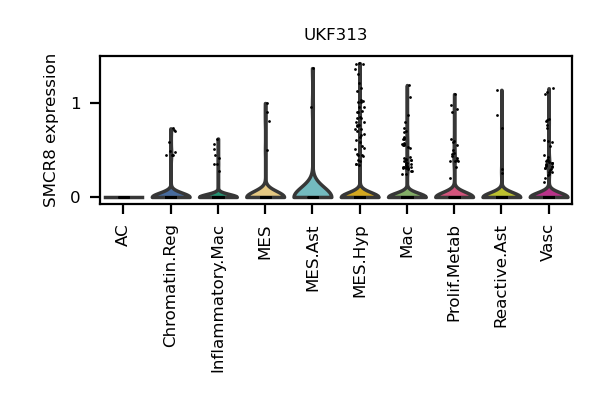 UKF313
SMCR8 expression
1
0
AC
Chromatin.Reg
Inflammatory.Mac
MES
MES.Ast
MES.Hyp
Mac
Prolif.Metab
Reactive.Ast
Vasc